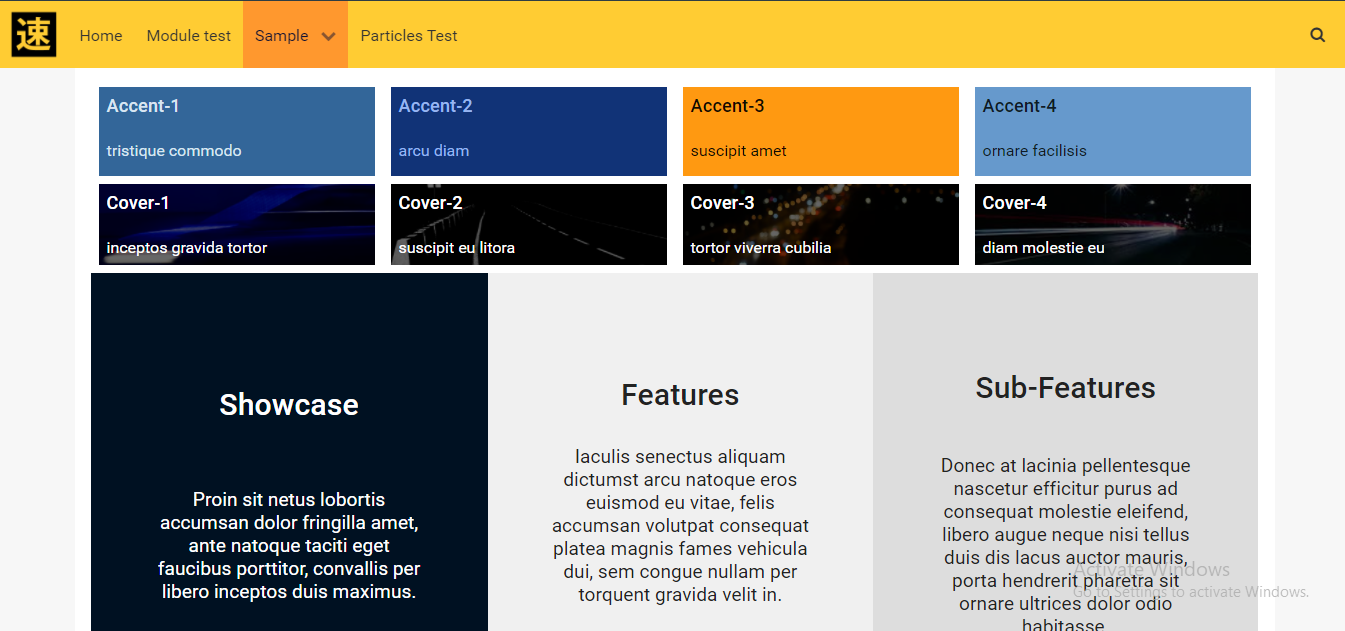 速
Home
Module test
Sample
Particles Test
Accent-1
tristique commodo
Accent-2
arcu diam
Accent-3
suscipit amet
Accent-4
ornare facilisis
Cover-1
inceptos gravida tortor
Cover-2
suscipit eu litora
Cover-3
tortor viverra cubilia
Cover-4
diam molestie eu
Showcase
Proin sit netus lobortis
accumsan dolor fringilla amet,
ante natoque taciti eget
faucibus porttitor, convallis per
libero inceptos duis maximus.
Features
Iaculis senectus aliquam
dictumst arcu natoque eros
euismod eu vitae, felis
accumsan volutpat consequat
platea magnis fames vehicula
dui, sem congue nullam per
torquent gravida velit in.
Sub-Features
Donec at lacinia pellentesque
nascetur efficitur purus ad
consequat molestie eleifend,
libero augue neque nisi tellus
duis dis lacus auctor mauris,
porta hendrerit pharetra sit
ornare ultrices dolor odio
habitasse
Activate Windows
Go to Settings to activate Windows.